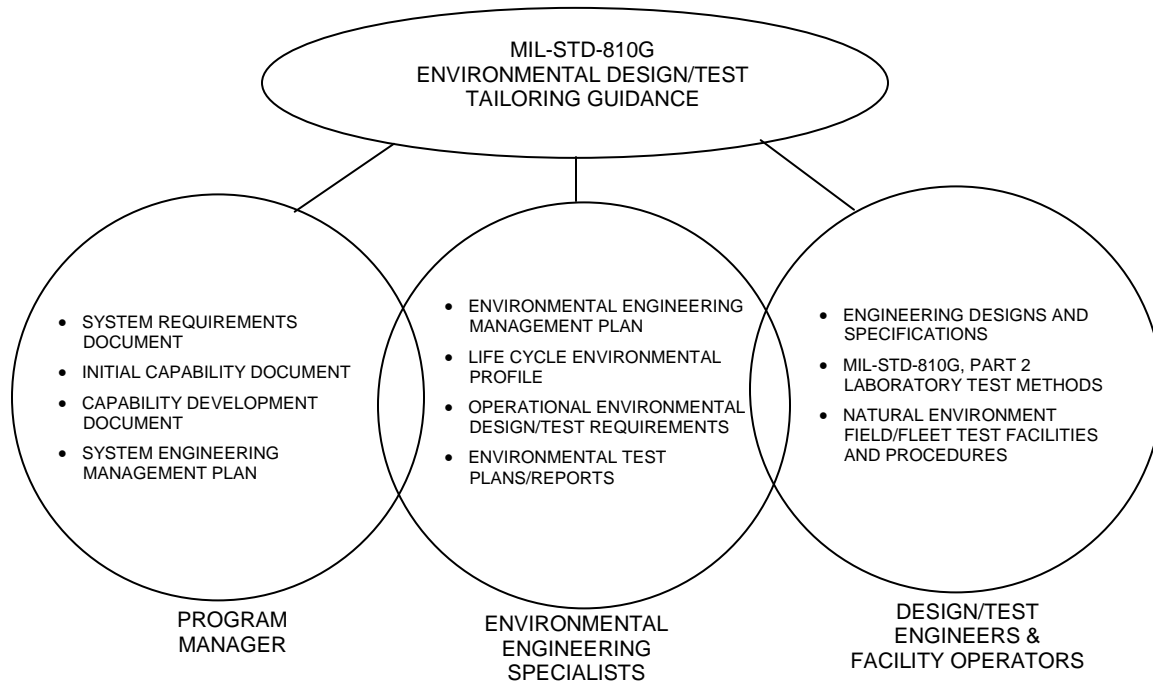 MIL-STD-810G
ENVIRONMENTAL DESIGN/TEST
TAILORING GUIDANCE
• SYSTEM REQUIREMENTS
DOCUMENT
• INITIAL CAPABILITY DOCUMENT
• CAPABILITY DEVELOPMENT
DOCUMENT
• SYSTEM ENGINEERING
MANAGEMENT PLAN
• ENVIRONMENTAL ENGINEERING
MANAGEMENT PLAN
• LIFE CYCLE ENVIRONMENTAL
PROFILE
• OPERATIONAL ENVIRONMENTAL
DESIGN/TEST REQUIREMENTS
• ENVIRONMENTAL TEST
PLANS/REPORTS
• ENGINEERING DESIGNS AND
SPECIFICATIONS
• MIL-STD-810G, PART 2
LABORATORY TEST METHODS
• NATURAL ENVIRONMENT
FIELD/FLEET TEST FACILITIES
AND PROCEDURES
PROGRAM
MANAGER
ENVIRONMENTAL
ENGINEERING
SPECIALISTS
DESIGN/TEST
ENGINEERS &
FACILITY OPERATORS